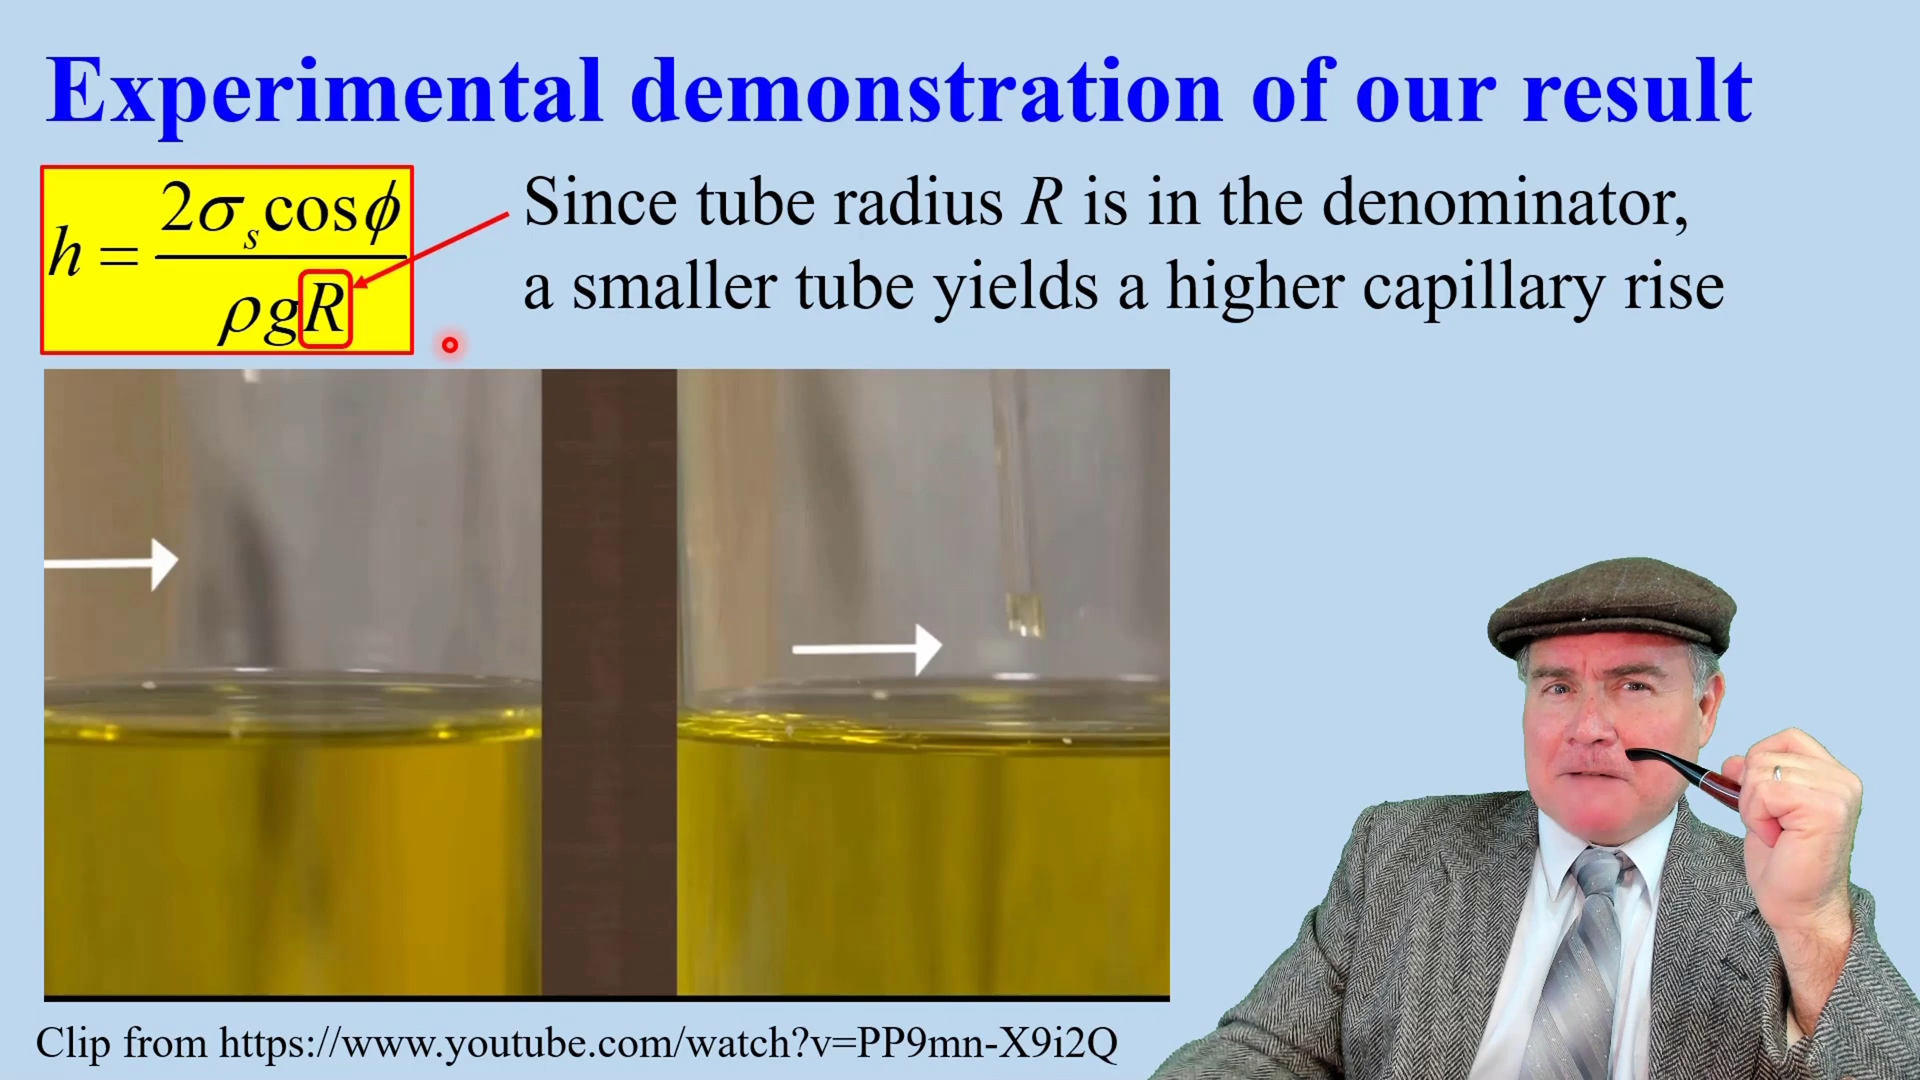 Experimental demonstration of our result
h = 2σ_s cosϕ / ρgR
Since tube radius R is in the denominator,
a smaller tube yields a higher capillary rise
Clip from https://www.youtube.com/watch?v=PP9mn-X9i2Q